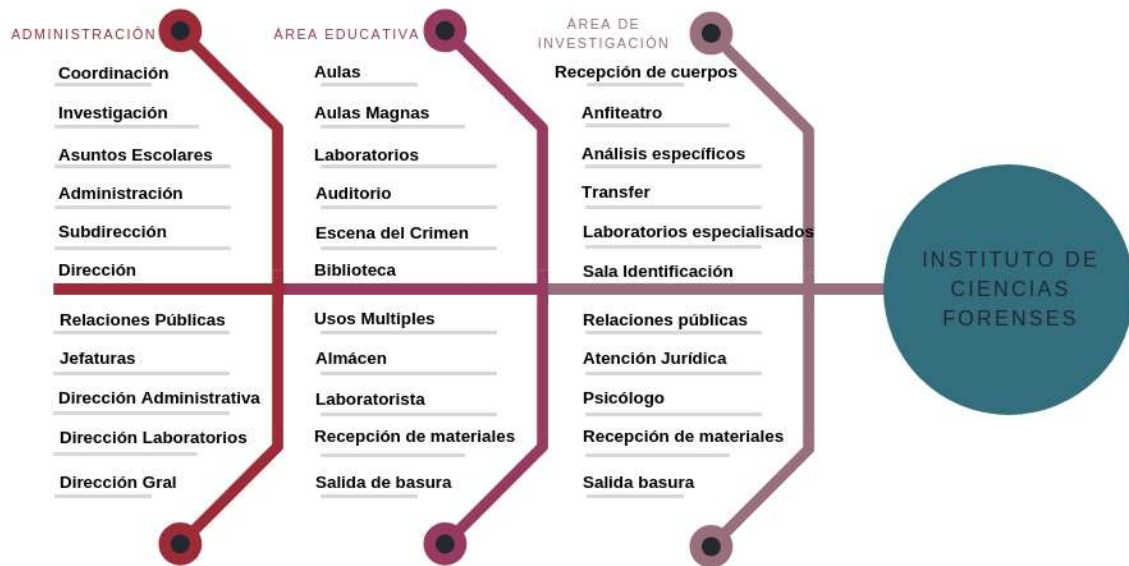 ADMINISTRACIÓN
Coordinación
Investigación
Asuntos Escolares
Administración
Subdirección
Dirección
Relaciones Públicas
Jefaturas
Dirección Administrativa
Dirección Laboratorios
Dirección Gral
ÁREA EDUCATIVA
Aulas
Aulas Magnas
Laboratorios
Auditorio
Escena del Crimen
Biblioteca
Usos Multiples
Almácen
Laboratorista
Recepción de materiales
Salida de basura
ÁREA DE
INVESTIGACIÓN
Recepción de cuerpos
Anfiteatro
Análisis específicos
Transfer
Laboratorios especialisados
Sala Identificación
Relaciones públicas
Atención Jurídica
Psicólogo
Recepción de materiales
Salida basura
INSTITUTO DE
CIENCIAS
FORENSES